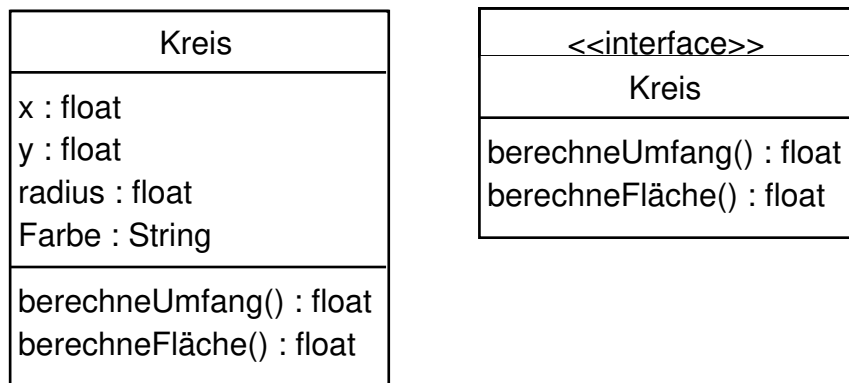 Kreis
x : float
y : float
radius : float
Farbe : String
berechneUmfang() : float
berechneFläche() : float
<<interface>>
Kreis
berechneUmfang() : float
berechneFläche() : float